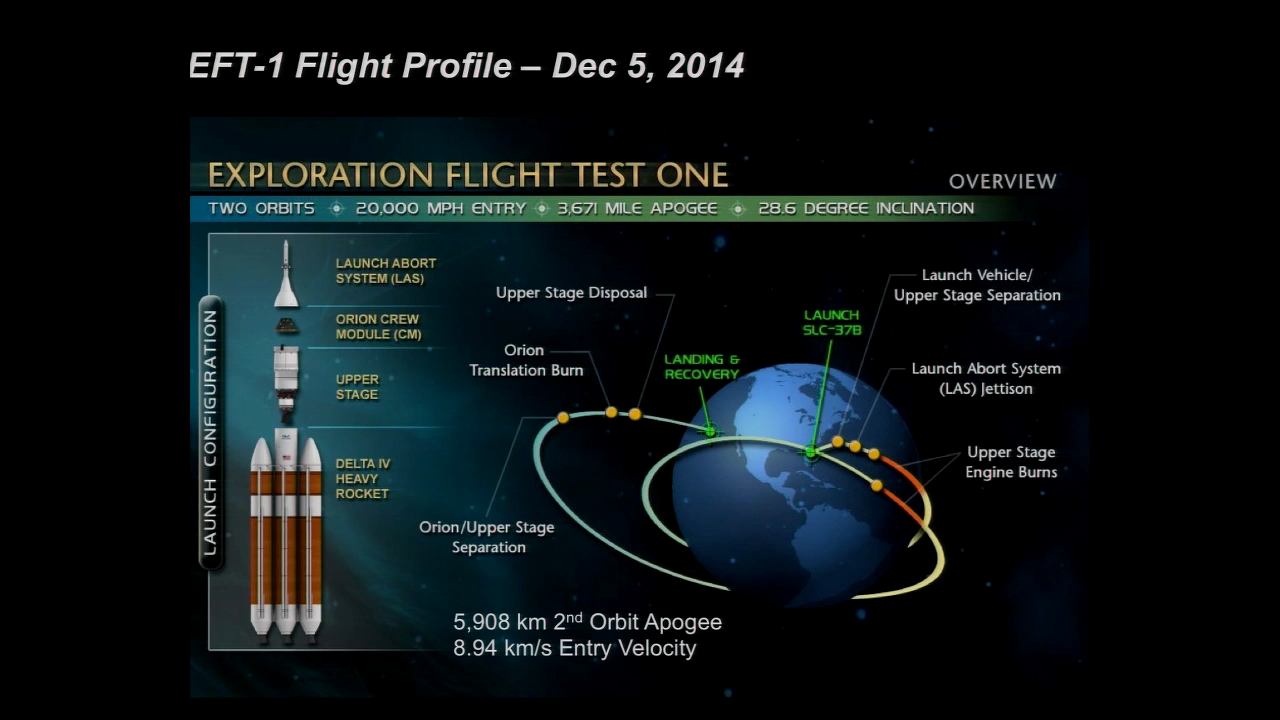 EFT-1 Flight Profile – Dec 5, 2014
EXPLORATION FLIGHT TEST ONE
OVERVIEW
TWO ORBITS 20,000 MPH ENTRY 3,671 MILE APOGEE 28.6 DEGREE INCLINATION
LAUNCH CONFIGURATION
LAUNCH ABORT
SYSTEM (LAS)
ORION CREW
MODULE (CM)
UPPER
STAGE
DELTA IV
HEAVY
ROCKET
Upper Stage Disposal
Orion
Translation Burn
LANDING &
RECOVERY
LAUNCH
SLC-37B
Launch Vehicle/
Upper Stage Separation
Launch Abort System
(LAS) Jettison
Upper Stage
Engine Burns
Orion/Upper Stage
Separation
5,908 km 2nd Orbit Apogee
8.94 km/s Entry Velocity